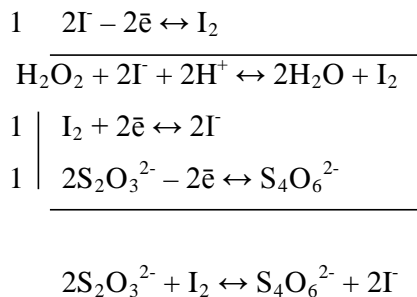 1 2I⁻ – 2ē ↔ I₂
H₂O₂ + 2I⁻ + 2H⁺ ↔ 2H₂O + I₂
1 | I₂ + 2ē ↔ 2I⁻
1 | 2S₂O₃²⁻ – 2ē ↔ S₄O₆²⁻
2S₂O₃²⁻ + I₂ ↔ S₄O₆²⁻ + 2I⁻